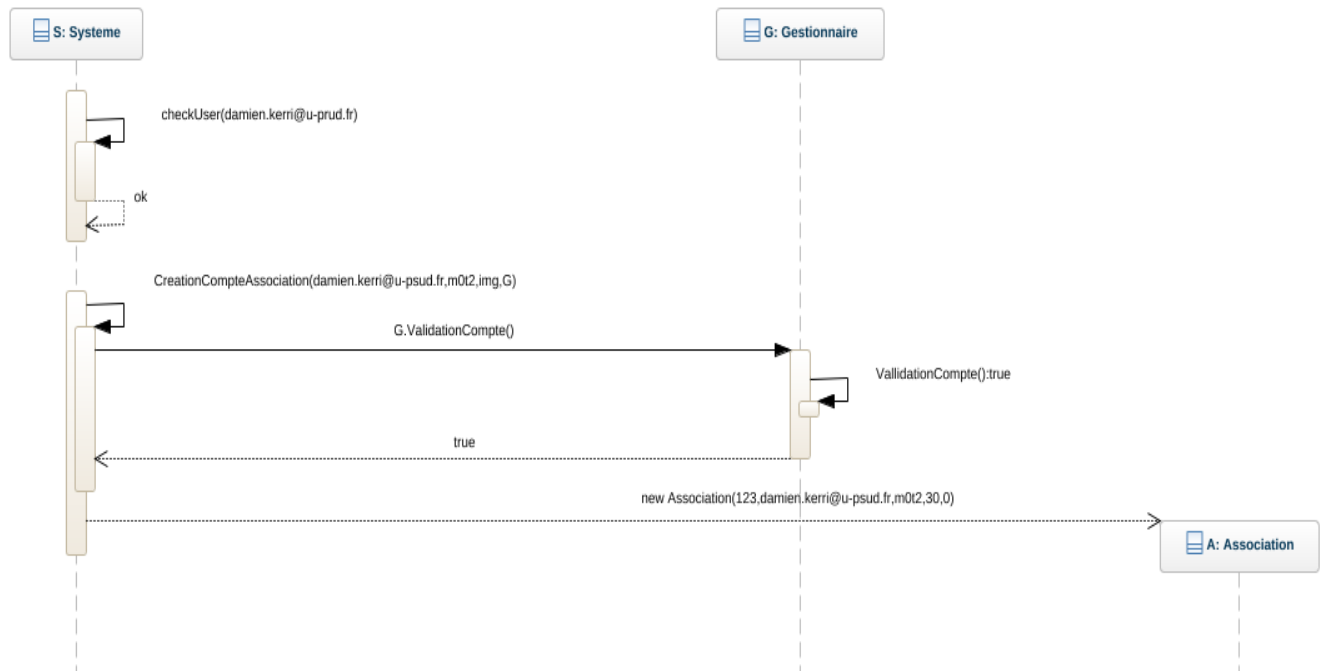 S: Systeme
G: Gestionnaire
checkUser(damien.kerri@u-prud.fr)
ok
CreationCompteAssociation(damien.kerri@u-psud.fr,m0t2,img,G)
G.ValidationCompte()
VallidationCompte():true
true
new Association(123,damien.kerri@u-psud.fr,m0t2,30,0)
A: Association